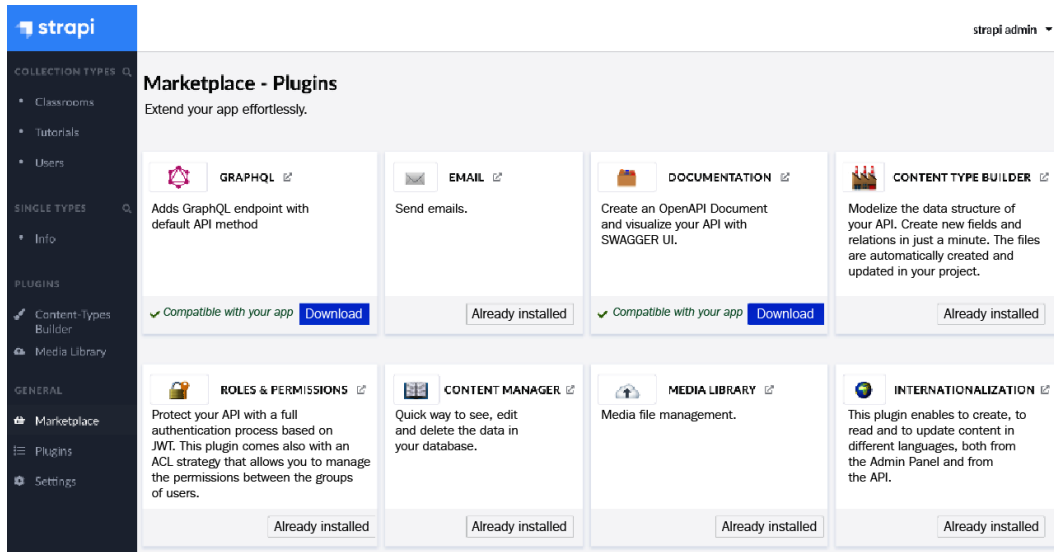 strapi
strapi admin
COLLECTION TYPES
Classrooms
Tutorials
Users
SINGLE TYPES
Info
PLUGINS
Content-Types
Builder
Media Library
GENERAL
Marketplace
Plugins
Settings
Marketplace - Plugins
Extend your app effortlessly.
GRAPHQL
Adds GraphQL endpoint with
default API method
Compatible with your app
Download
EMAIL
Send emails.
Already installed
DOCUMENTATION
Create an OpenAPI Document
and visualize your API with
SWAGGER UI.
Compatible with your app
Download
CONTENT TYPE BUILDER
Modelize the data structure of
your API. Create new fields and
relations in just a minute. The files
are automatically created and
updated in your project.
Already installed
ROLES & PERMISSIONS
Protect your API with a full
authentication process based on
JWT. This plugin comes also with an
ACL strategy that allows you to manage
the permissions between the groups
of users.
Already installed
CONTENT MANAGER
Quick way to see, edit
and delete the data in
your database.
Already installed
MEDIA LIBRARY
Media file management.
Already installed
INTERNATIONALIZATION
This plugin enables to create, to
read and to update content in
different languages, both from
the Admin Panel and from
the API.
Already installed